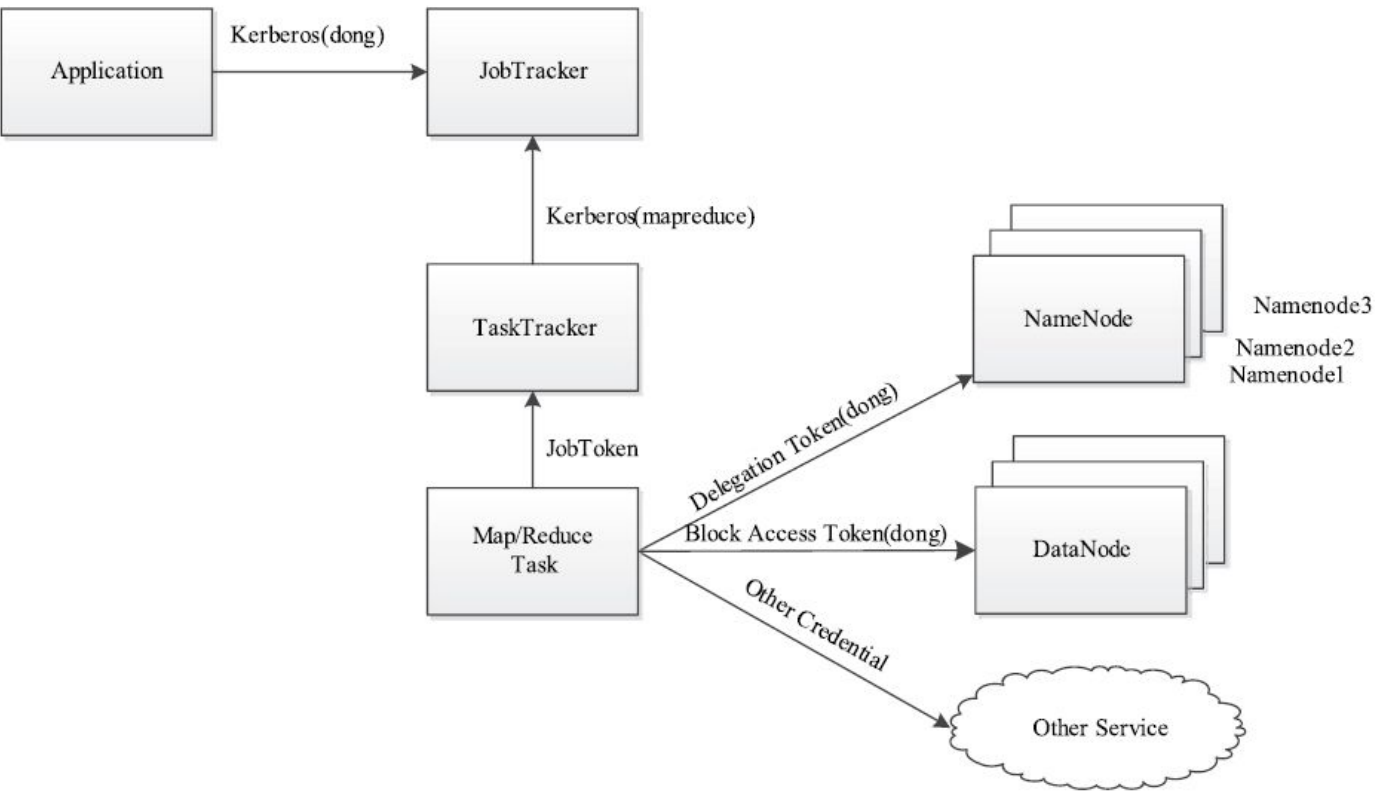 Kerberos(dong)
Application
JobTracker
Kerberos(mapreduce)
TaskTracker
NameNode
Namenode3
Namenode2
Namenode1
JobToken
Delegation Token(dong)
Map/Reduce
Task
Block Access Token(dong)
DataNode
Other Credential
Other Service